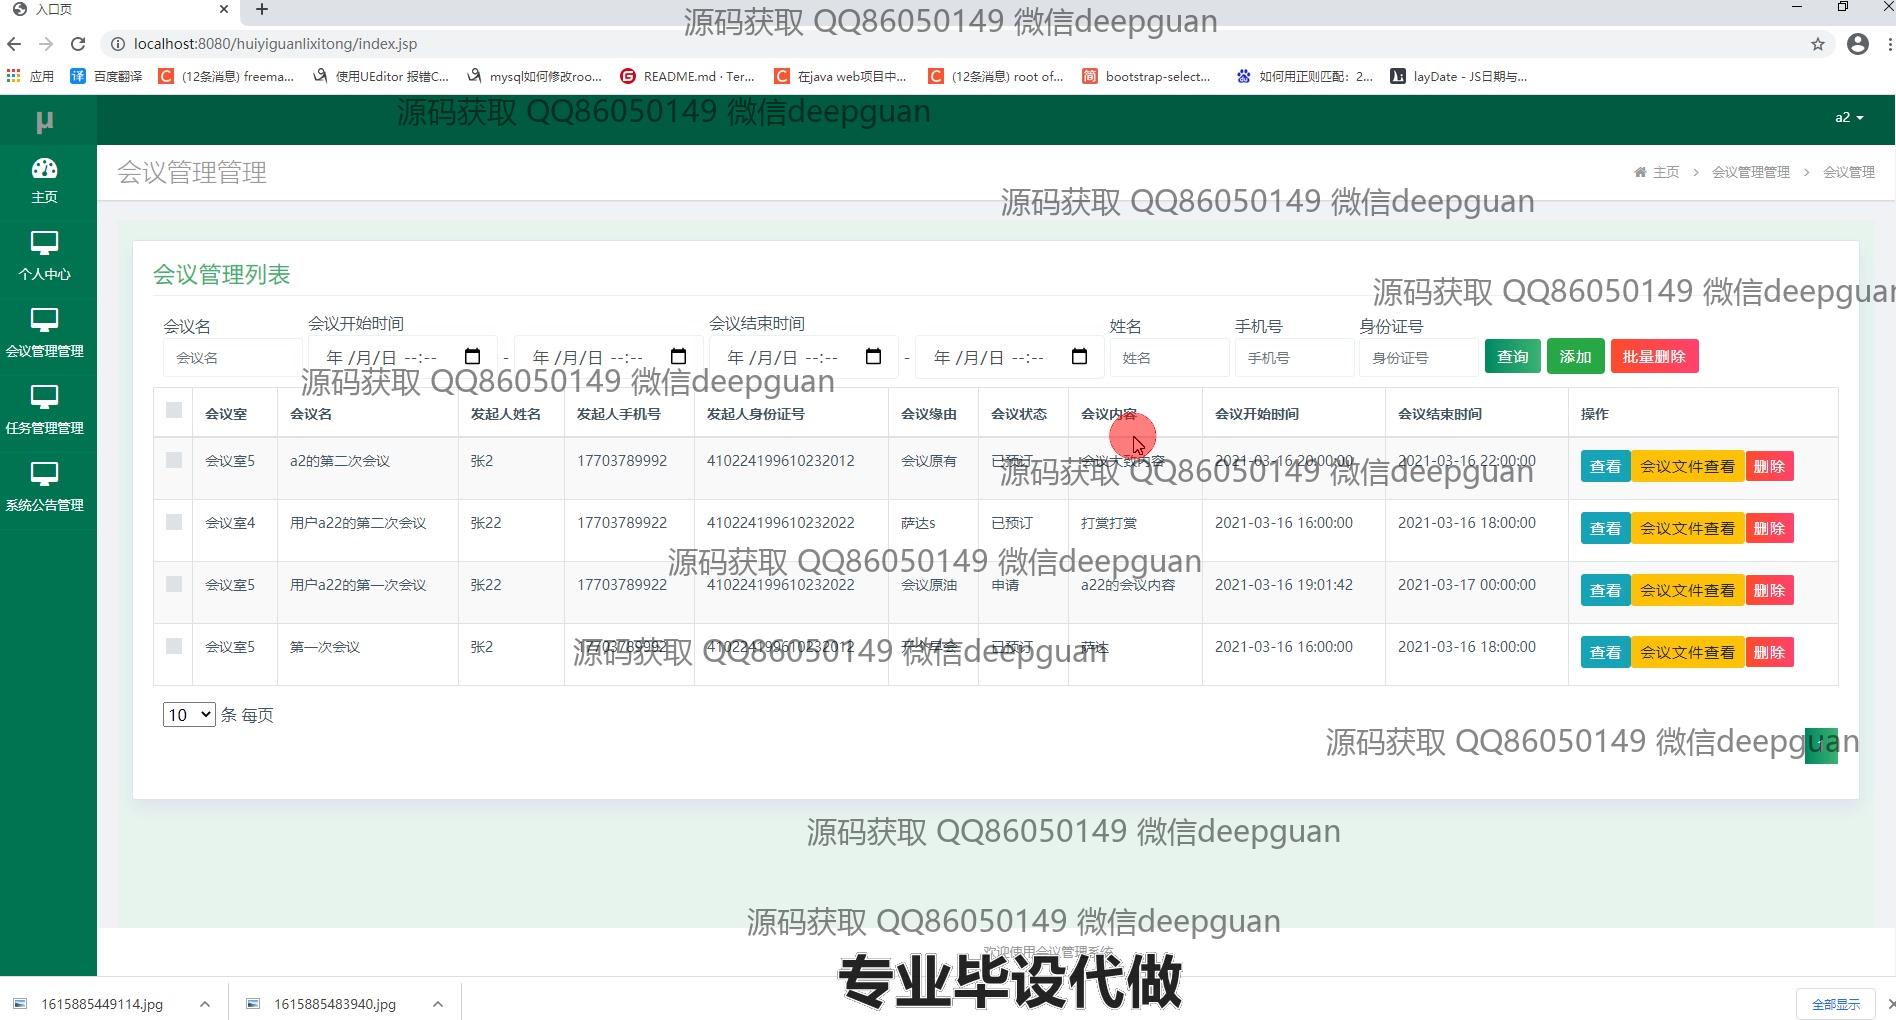 入口页
源码获取 QQ86050149 微信deepguan
localhost:8080/huiyiguanlixitong/index.jsp
应用 百度翻译 (12条消息) freema... 使用UEditor 报错C... mysql如何修改roo... README.md · Ter... 在java web项目中... (12条消息) root of... bootstrap-select... 如何用正则匹配：2... layDate - JS日期与...
源码获取 QQ86050149 微信deepguan
μ
a2
主页
会议管理管理
主页 > 会议管理管理 > 会议管理
源码获取 QQ86050149 微信deepguan
个人中心
会议管理列表
源码获取 QQ86050149 微信deepguan
会议管理管理
会议名 会议开始时间 会议结束时间 姓名 手机号 身份证号
会议名 年 /月/日 --:-- - 年 /月/日 --:-- 年 /月/日 --:-- - 年 /月/日 --:-- 姓名 手机号 身份证号 查询 添加 批量删除
源码获取 QQ86050149 微信deepguan
任务管理管理
会议室 会议名 发起人姓名 发起人手机号 发起人身份证号 会议缘由 会议状态 会议内容 会议开始时间 会议结束时间 操作
会议室5 a2的第二次会议 张2 17703789992 410224199610232012 会议原有 已预订 会议大致内容 2021-03-16 20:00:00 2021-03-16 22:00:00 查看 会议文件查看 删除
源码获取 QQ86050149 微信deepguan
系统公告管理
会议室4 用户a22的第二次会议 张22 17703789922 410224199610232022 萨达s 已预订 打赏打赏 2021-03-16 16:00:00 2021-03-16 18:00:00 查看 会议文件查看 删除
源码获取 QQ86050149 微信deepguan
会议室5 用户a22的第一次会议 张22 17703789922 410224199610232022 会议原油 申请 a22的会议内容 2021-03-16 19:01:42 2021-03-17 00:00:00 查看 会议文件查看 删除
会议室5 第一次会议 张2 17703789992 410224199610232012 开个早会 已预订 萨达 2021-03-16 16:00:00 2021-03-16 18:00:00 查看 会议文件查看 删除
源码获取 QQ86050149 微信deepguan
10 条 每页
源码获取 QQ86050149 微信deepguan
源码获取 QQ86050149 微信deepguan
源码获取 QQ86050149 微信deepguan
欢迎使用会议管理系统
专业毕设代做
1615885449114.jpg 1615885483940.jpg 全部显示